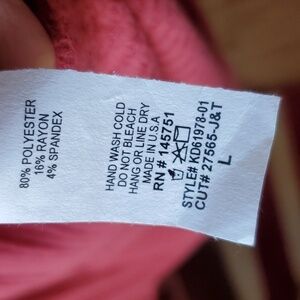 80% POLYESTER
16% RAYON
4% SPANDEX
HAND WASH COLD
DO NOT BLEACH
HANG OR LINE DRY
MADE IN U.S.A
RN # 145751
STYLE# KD61978-01
CUT# 27565-J&T
L